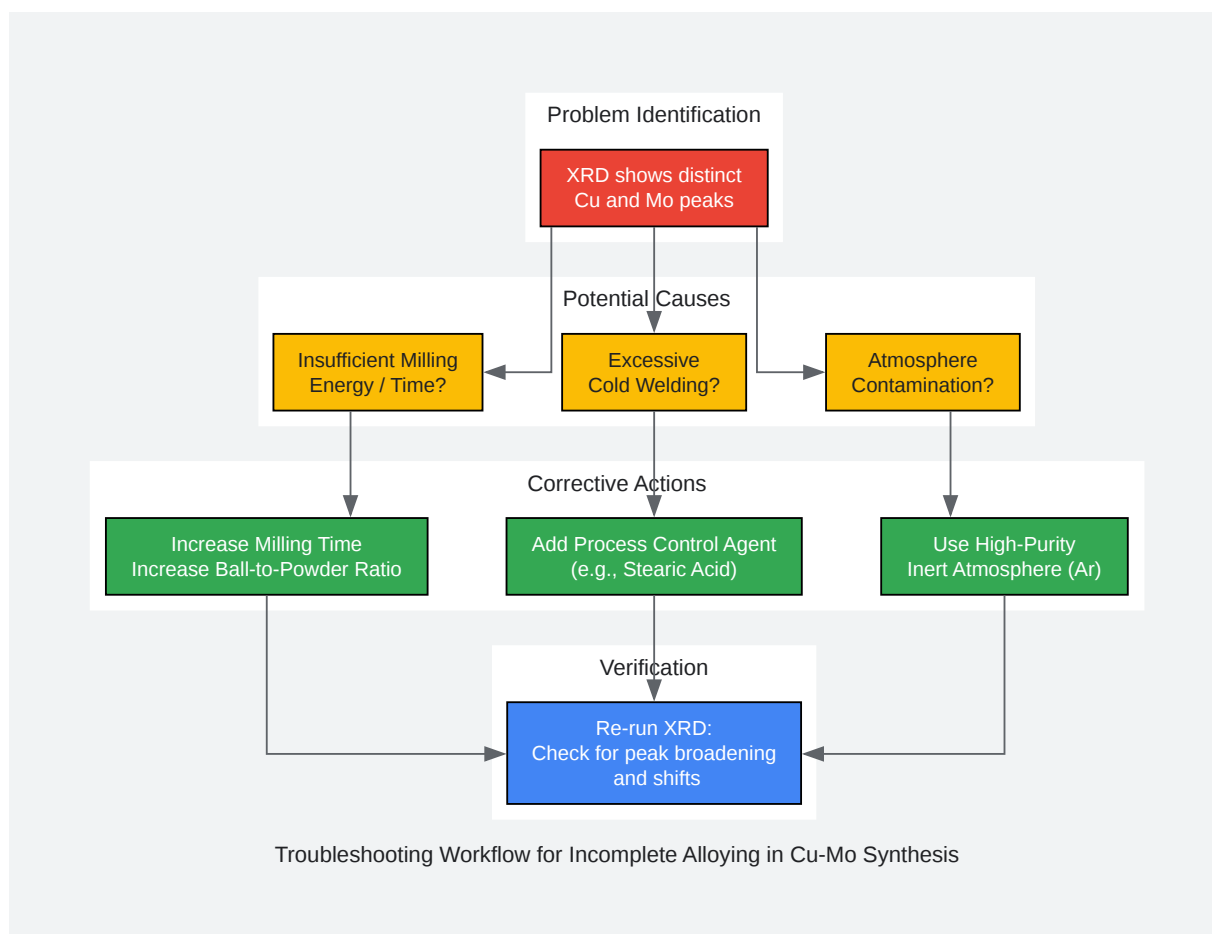 Problem Identification
XRD shows distinct
Cu and Mo peaks
Potential Causes
Insufficient Milling
Energy / Time?
Excessive
Cold Welding?
Atmosphere
Contamination?
Corrective Actions
Increase Milling Time
Increase Ball-to-Powder Ratio
Add Process Control Agent
(e.g., Stearic Acid)
Use High-Purity
Inert Atmosphere (Ar)
Verification
Re-run XRD:
Check for peak broadening
and shifts
Troubleshooting Workflow for Incomplete Alloying in Cu-Mo Synthesis